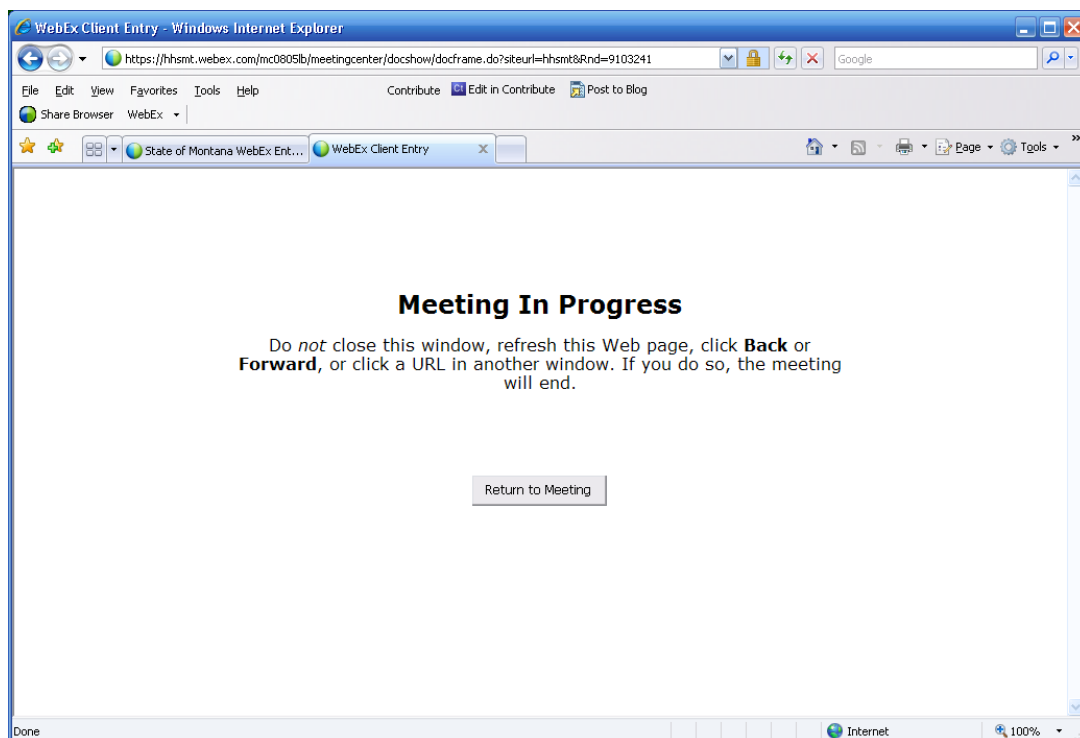 WebEx Client Entry - Windows Internet Explorer
https://hhsmt.webex.com/mc0805lb/meetingcenter/docshow/docframe.do?siteurl=hhsmt&Rnd=9103241
Google
File Edit View Favorites Tools Help Contribute Edit in Contribute Post to Blog
Share Browser WebEx
State of Montana WebEx Ent... WebEx Client Entry Page Tools
Meeting In Progress
Do not close this window, refresh this Web page, click Back or
Forward, or click a URL in another window. If you do so, the meeting
will end.
Return to Meeting
Done Internet 100%